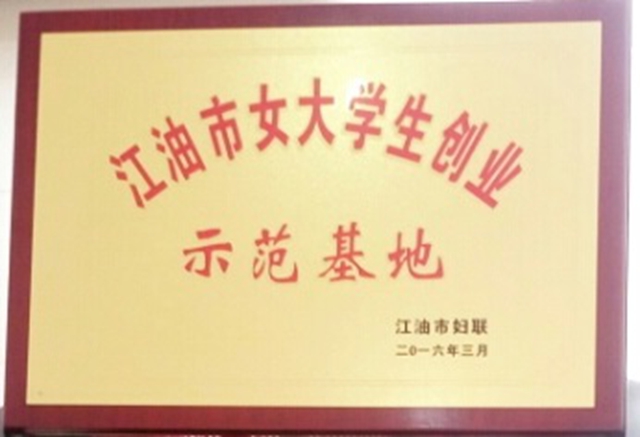 江油市女大学生创业
示范基地
江油市妇联
二0一六年三月